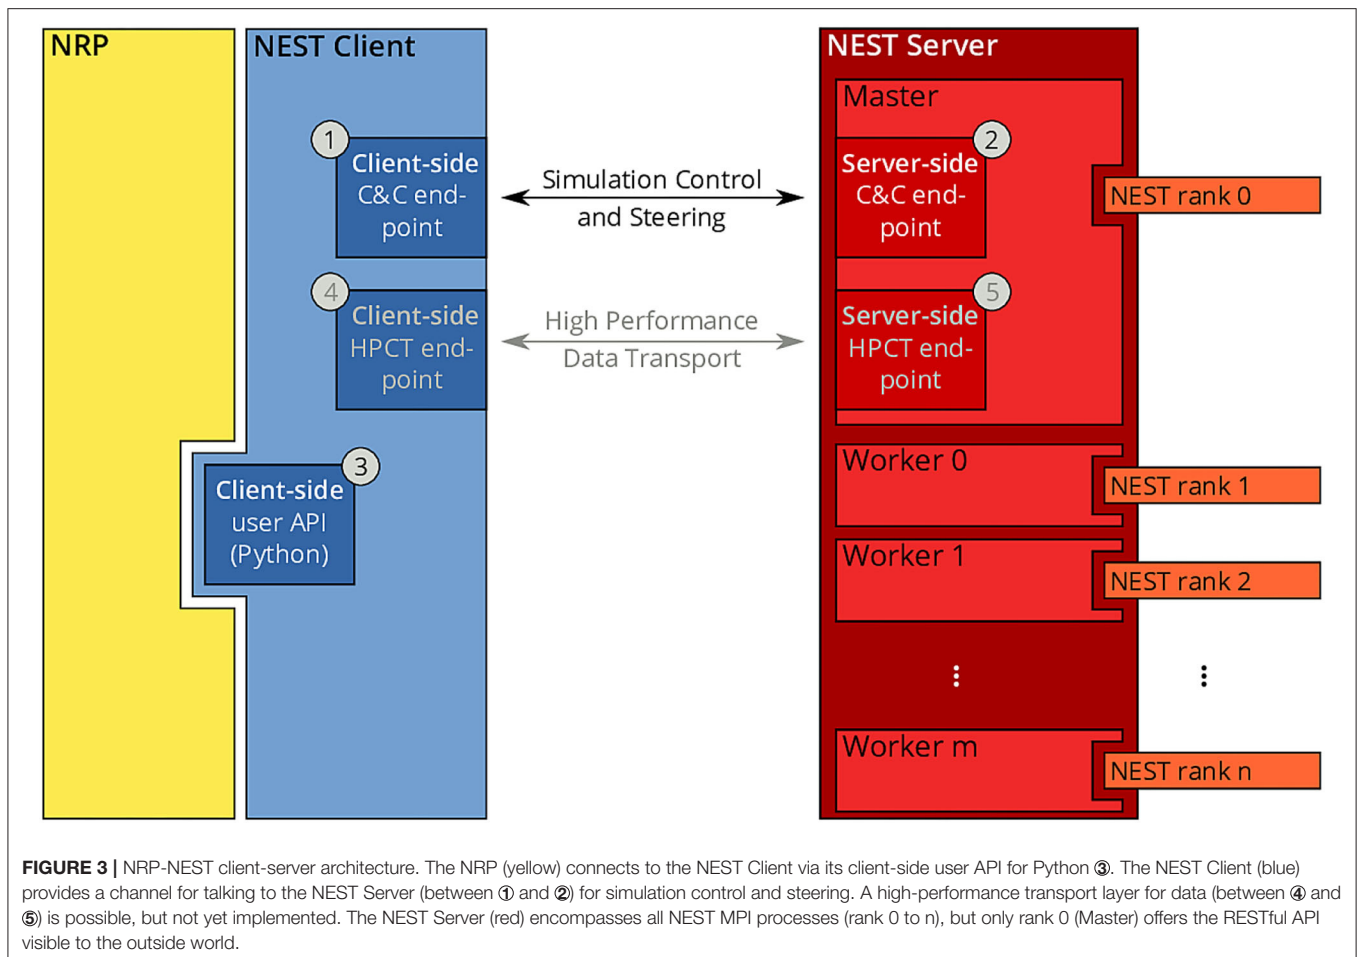 NRP
NEST Client
NEST Server
Master
1
Client-side
C&C end-
point
Simulation Control
and Steering
2
Server-side
C&C end-
point
NEST rank 0
4
Client-side
HPCT end-
point
High Performance
Data Transport
5
Server-side
HPCT end-
point
3
Client-side
user API
(Python)
Worker 0
NEST rank 1
Worker 1
NEST rank 2
⋮
⋮
Worker m
NEST rank n
FIGURE 3 | NRP-NEST client-server architecture. The NRP (yellow) connects to the NEST Client via its client-side user API for Python ③. The NEST Client (blue)
provides a channel for talking to the NEST Server (between ① and ②) for simulation control and steering. A high-performance transport layer for data (between ④ and
⑤) is possible, but not yet implemented. The NEST Server (red) encompasses all NEST MPI processes (rank 0 to n), but only rank 0 (Master) offers the RESTful API
visible to the outside world.